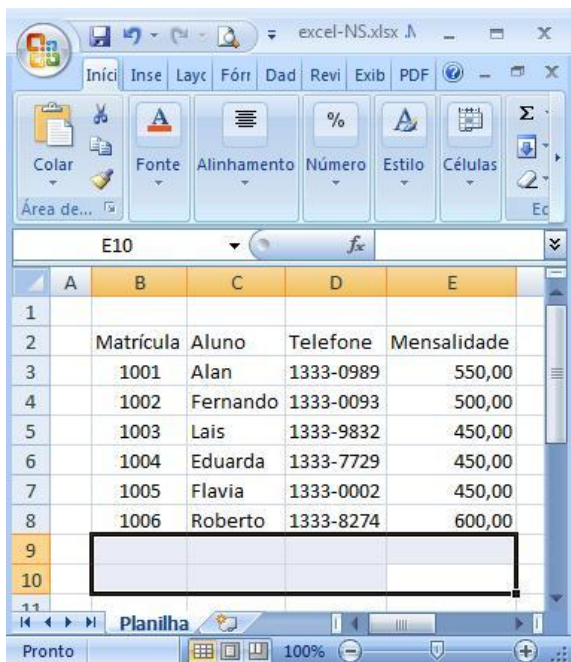 excel-NS.xlsx
Iníci Inse Layc Fórr Dad Revi Exib PDF
Colar Fonte Alinhamento Número Estilo Células
% Σ
Área de... Ec
E10 fx
A B C D E
1
2 Matrícula Aluno Telefone Mensalidade
3 1001 Alan 1333-0989 550,00
4 1002 Fernando 1333-0093 500,00
5 1003 Lais 1333-9832 450,00
6 1004 Eduarda 1333-7729 450,00
7 1005 Flavia 1333-0002 450,00
8 1006 Roberto 1333-8274 600,00
9
10
11
Planilha
Pronto 100%